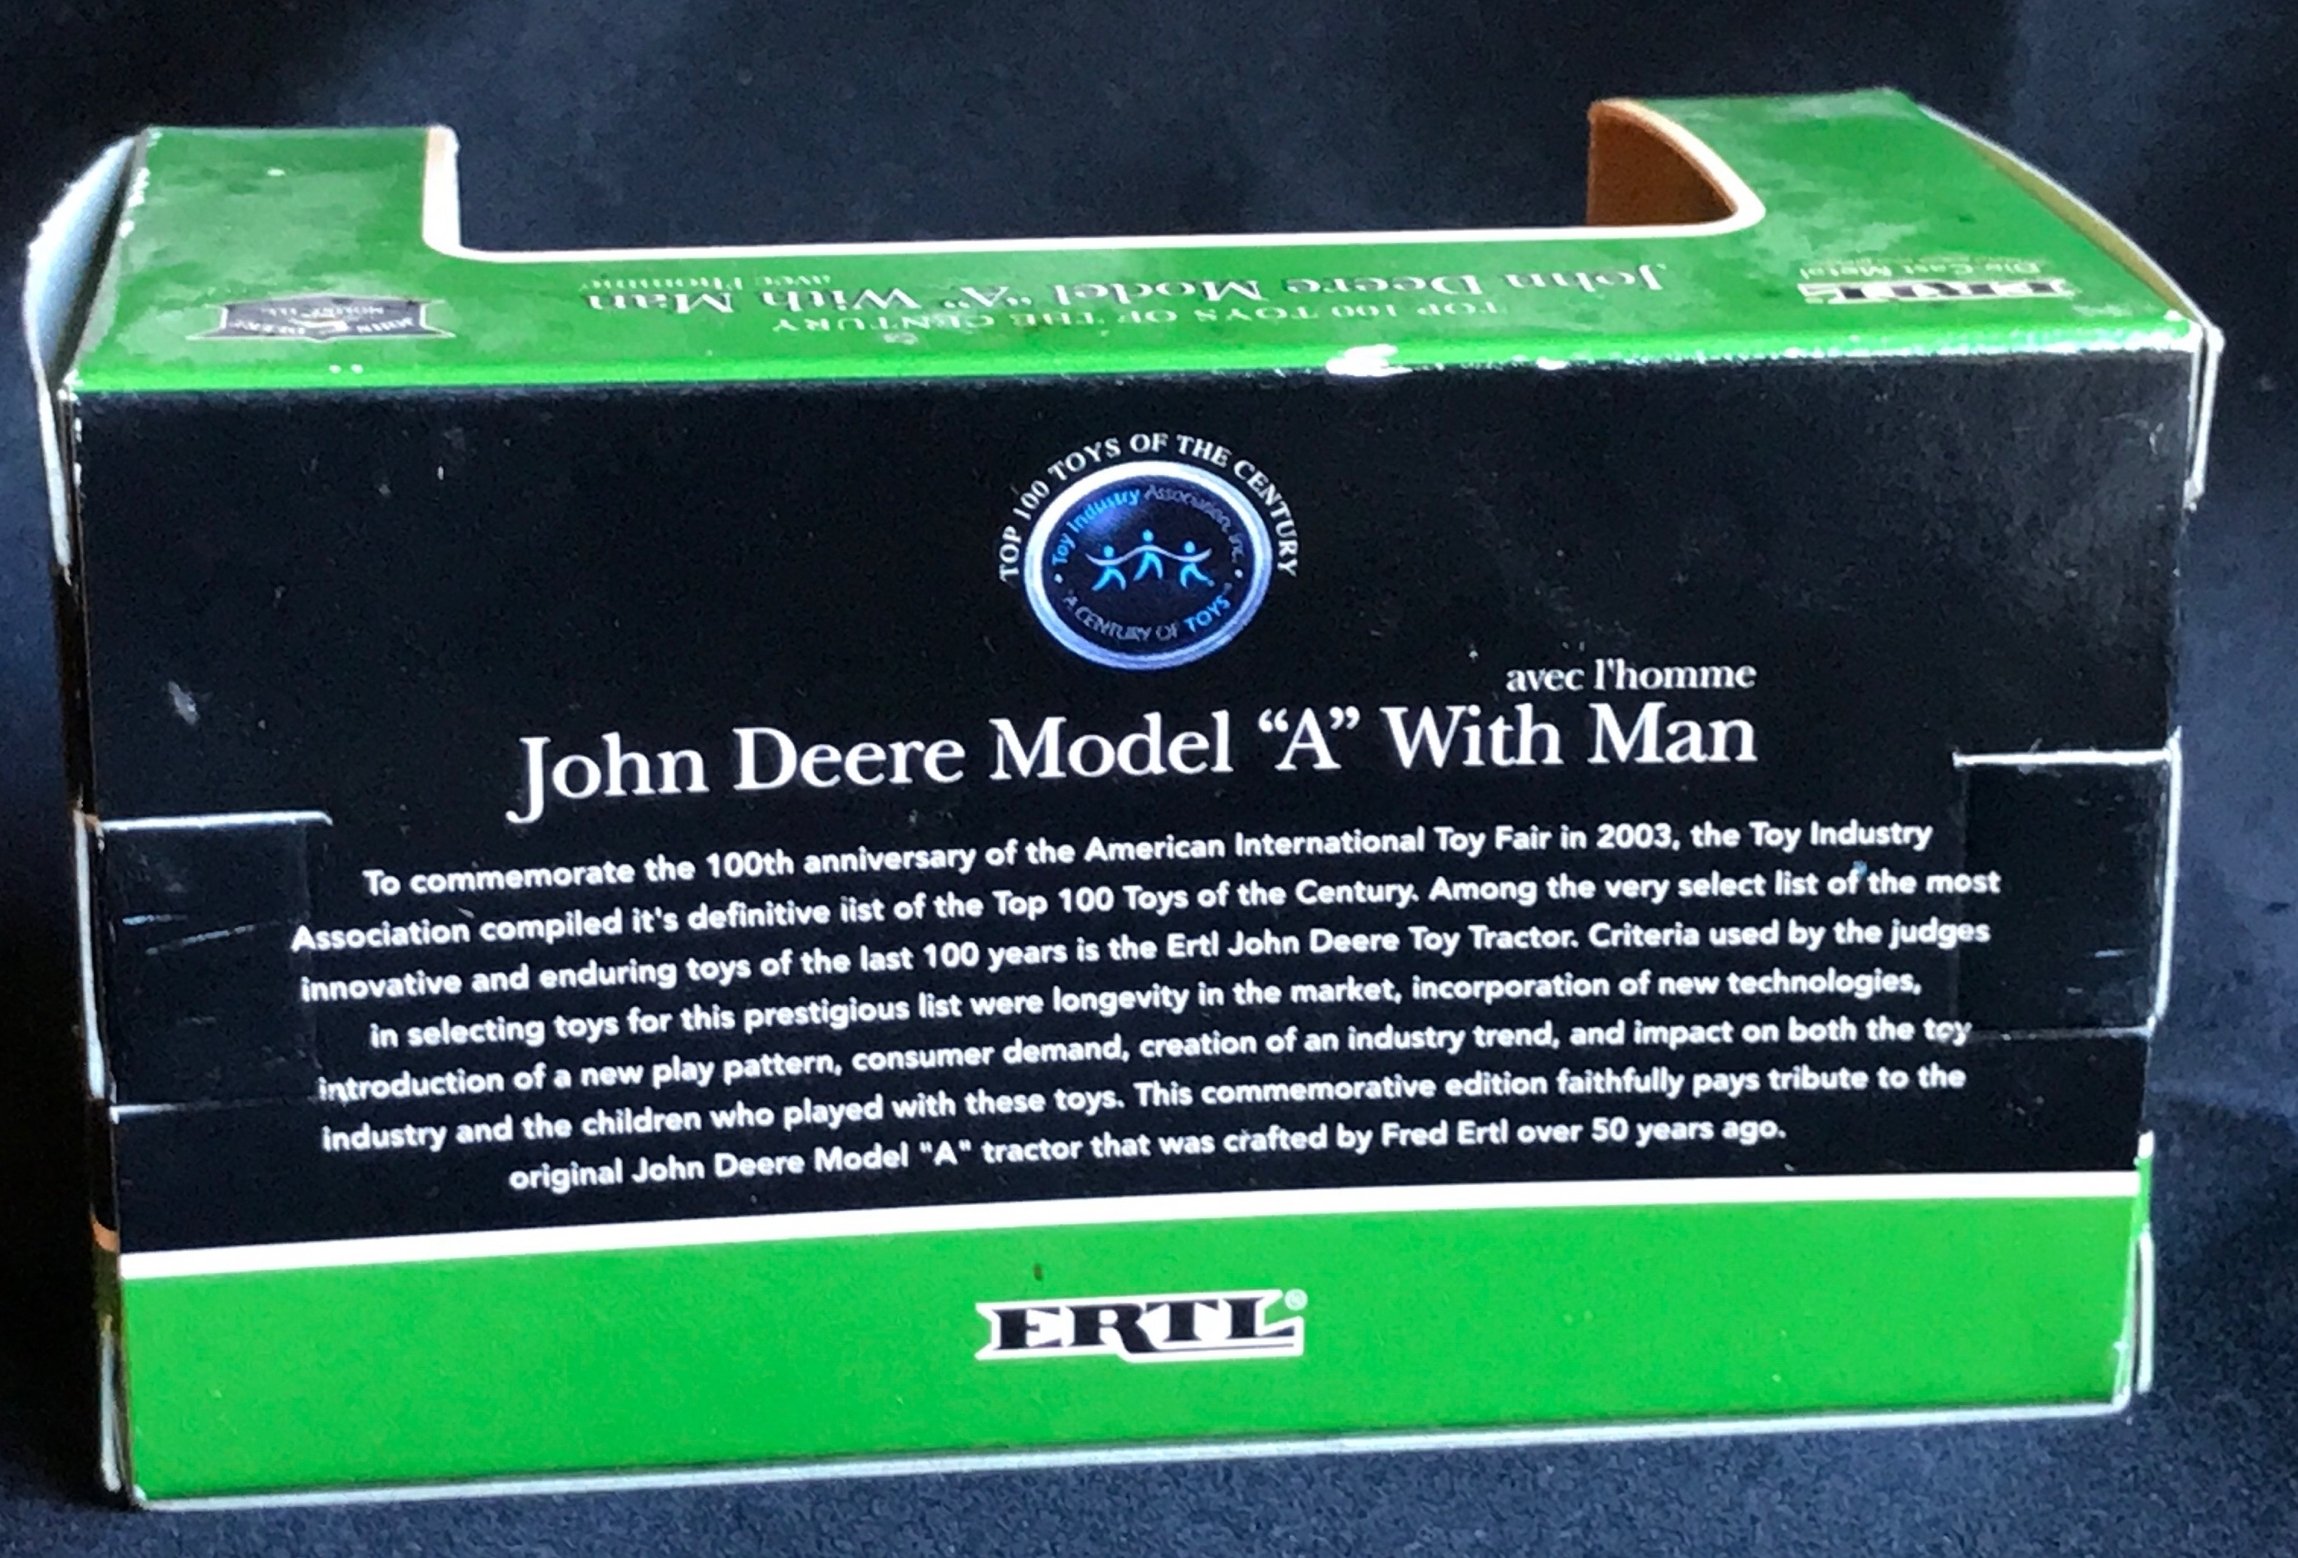 ERTL
Die Cast Metal
John Deere Model "A" With Man
avec l'homme
TOP 100 TOYS OF THE CENTURY
JOHN DEERE
MOLINE ILL.
TOP 100 TOYS OF THE CENTURY
• Toy Industry Association, Inc. •
"A CENTURY OF TOYS"
avec l'homme
John Deere Model “A” With Man
To commemorate the 100th anniversary of the American International Toy Fair in 2003, the Toy Industry
Association compiled it's definitive list of the Top 100 Toys of the Century. Among the very select list of the most
innovative and enduring toys of the last 100 years is the Ertl John Deere Toy Tractor. Criteria used by the judges
in selecting toys for this prestigious list were longevity in the market, incorporation of new technologies,
introduction of a new play pattern, consumer demand, creation of an industry trend, and impact on both the toy
industry and the children who played with these toys. This commemorative edition faithfully pays tribute to the
original John Deere Model "A" tractor that was crafted by Fred Ertl over 50 years ago.
ERTL®